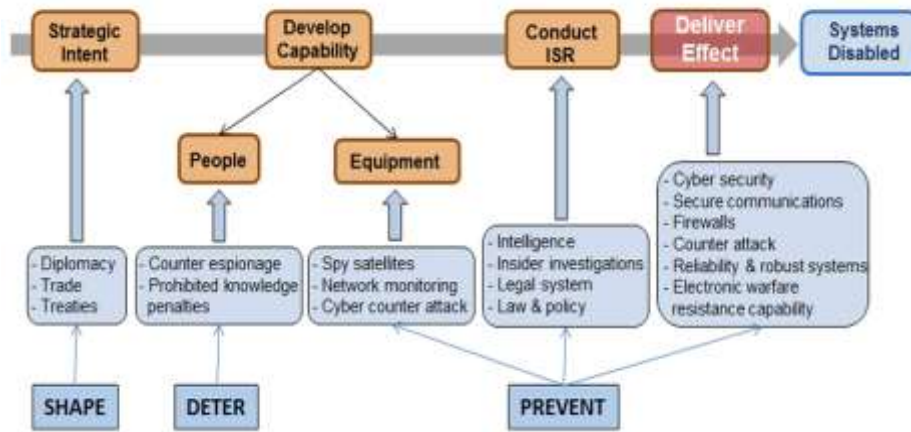 Strategic
Intent
Develop
Capability
Conduct
ISR
Deliver
Effect
Systems
Disabled
People
Equipment
- Diplomacy
- Trade
- Treaties
- Counter espionage
- Prohibited knowledge
penalties
- Spy satellites
- Network monitoring
- Cyber counter attack
- Intelligence
- Insider investigations
- Legal system
- Law & policy
- Cyber security
- Secure communications
- Firewalls
- Counter attack
- Reliability & robust systems
- Electronic warfare
resistance capability
SHAPE
DETER
PREVENT